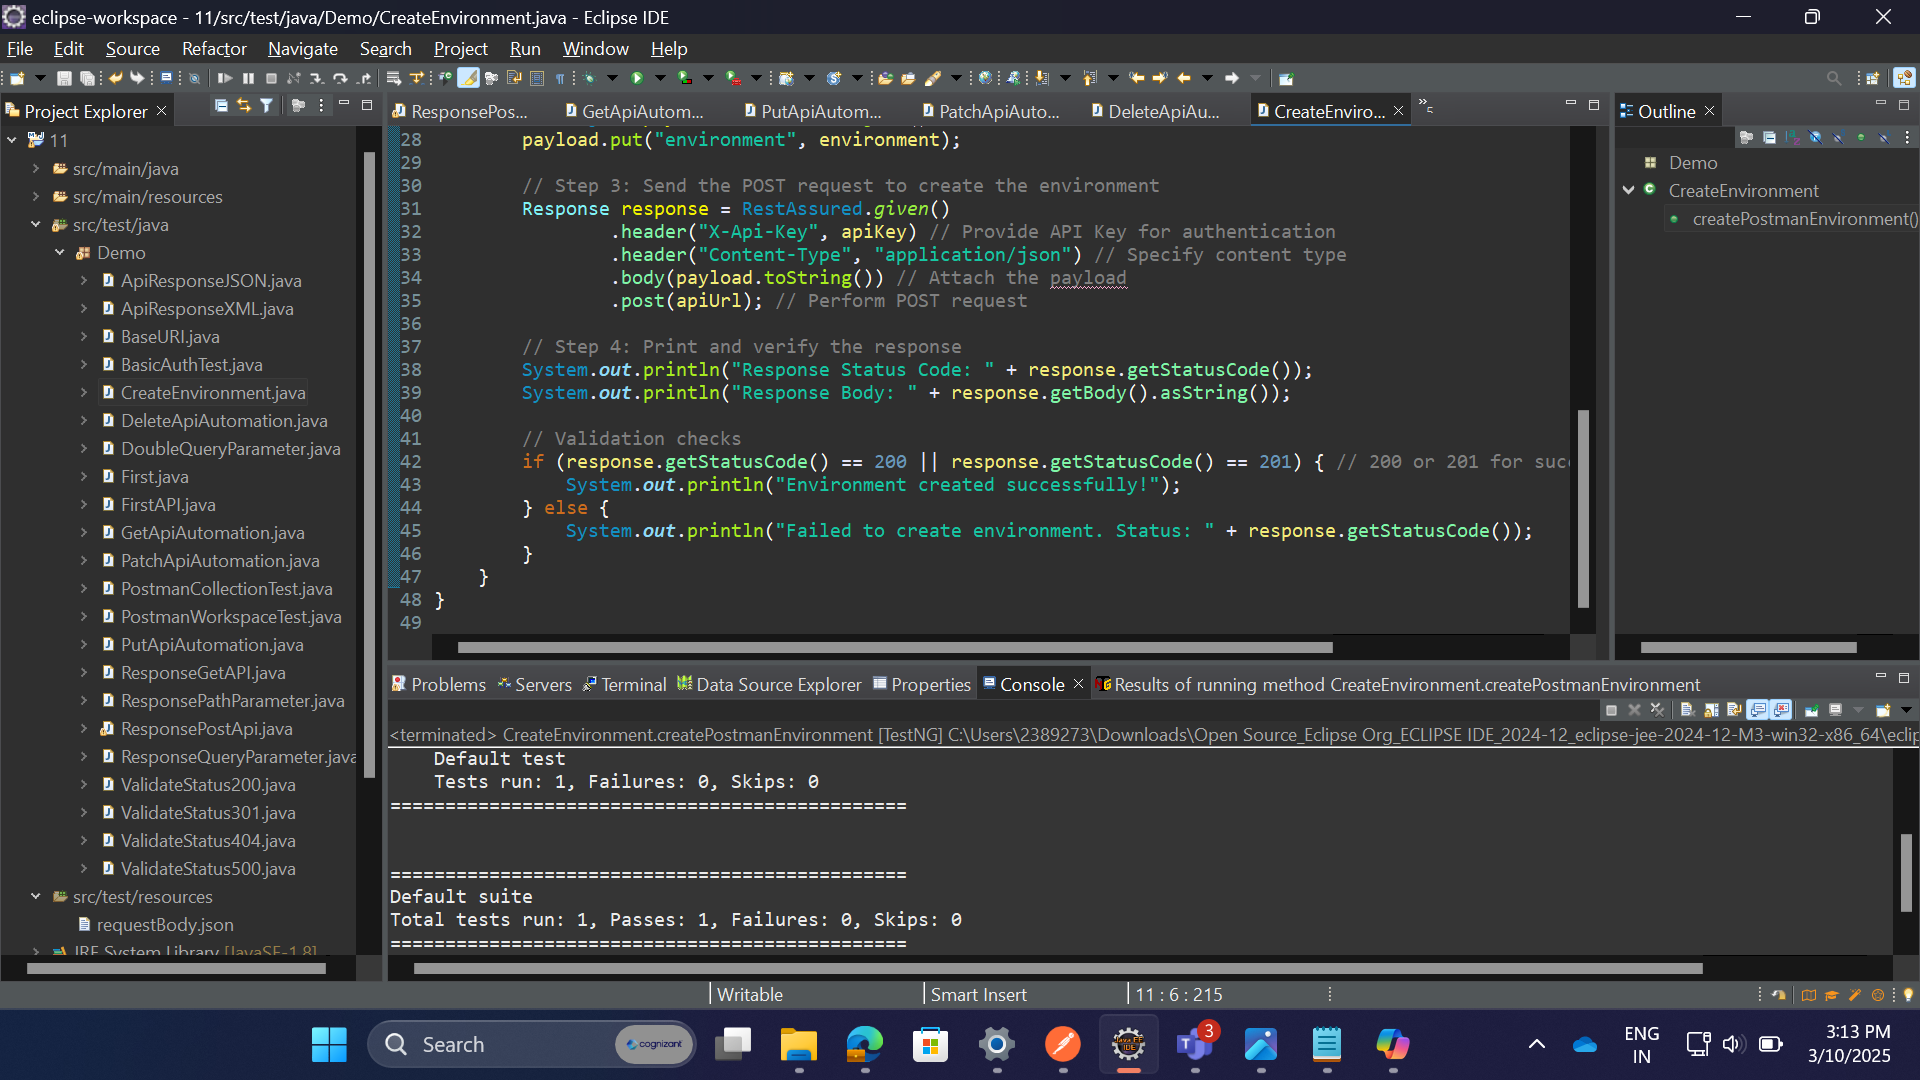 eclipse-workspace - 11/src/test/java/Demo/CreateEnvironment.java - Eclipse IDE
File Edit Source Refactor Navigate Search Project Run Window Help
Project Explorer
11
src/main/java
src/main/resources
src/test/java
Demo
ApiResponseJSON.java
ApiResponseXML.java
BaseURI.java
BasicAuthTest.java
CreateEnvironment.java
DeleteApiAutomation.java
DoubleQueryParameter.java
First.java
FirstAPI.java
GetApiAutomation.java
PatchApiAutomation.java
PostmanCollectionTest.java
PostmanWorkspaceTest.java
PutApiAutomation.java
ResponseGetAPI.java
ResponsePathParameter.java
ResponsePostApi.java
ResponseQueryParameter.java
ValidateStatus200.java
ValidateStatus301.java
ValidateStatus404.java
ValidateStatus500.java
src/test/resources
requestBody.json
JRE System Library [JavaSE-1.8]
ResponsePos... GetApiAutom... PutApiAutom... PatchApiAuto... DeleteApiAu... CreateEnviro... » 5
28 payload.put("environment", environment);
29
30 // Step 3: Send the POST request to create the environment
31 Response response = RestAssured.given()
32 .header("X-Api-Key", apiKey) // Provide API Key for authentication
33 .header("Content-Type", "application/json") // Specify content type
34 .body(payload.toString()) // Attach the payload
35 .post(apiUrl); // Perform POST request
36
37 // Step 4: Print and verify the response
38 System.out.println("Response Status Code: " + response.getStatusCode());
39 System.out.println("Response Body: " + response.getBody().asString());
40
41 // Validation checks
42 if (response.getStatusCode() == 200 || response.getStatusCode() == 201) { // 200 or 201 for suc
43 System.out.println("Environment created successfully!");
44 } else {
45 System.out.println("Failed to create environment. Status: " + response.getStatusCode());
46 }
47 }
48 }
49
Outline
Demo
CreateEnvironment
createPostmanEnvironment()
Problems Servers Terminal Data Source Explorer Properties Console Results of running method CreateEnvironment.createPostmanEnvironment
<terminated> CreateEnvironment.createPostmanEnvironment [TestNG] C:\Users\2389273\Downloads\Open Source_Eclipse Org_ECLIPSE IDE_2024-12_eclipse-jee-2024-12-M3-win32-x86_64\eclip
Default test
Tests run: 1, Failures: 0, Skips: 0
===============================================
===============================================
Default suite
Total tests run: 1, Passes: 1, Failures: 0, Skips: 0
===============================================
Writable Smart Insert 11 : 6 : 215
Search cognizant
Java EE
IDE
3
ENG
IN
3:13 PM
3/10/2025